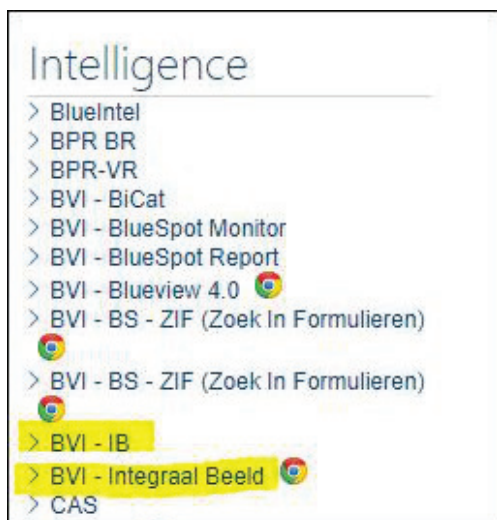 Intelligence
> BlueIntel
> BPR BR
> BPR-VR
> BVI - BiCat
> BVI - BlueSpot Monitor
> BVI - BlueSpot Report
> BVI - Blueview 4.0
> BVI - BS - ZIF (Zoek In Formulieren)
> BVI - BS - ZIF (Zoek In Formulieren)
> BVI - IB
> BVI - Integraal Beeld
> CAS